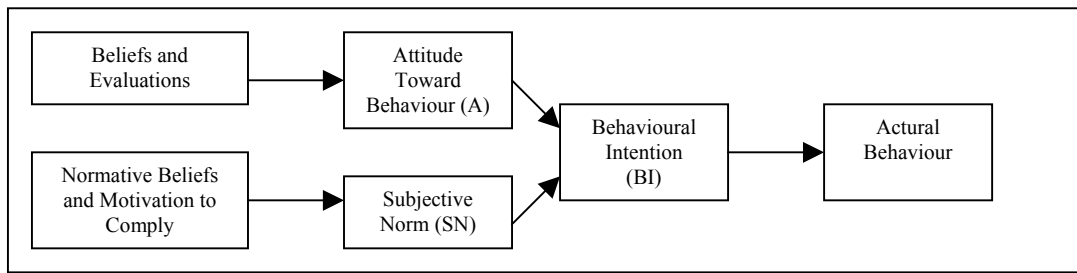 Beliefs and
Evaluations
Attitude
Toward
Behaviour (A)
Behavioural
Intention
(BI)
Actural
Behaviour
Normative Beliefs
and Motivation to
Comply
Subjective
Norm (SN)